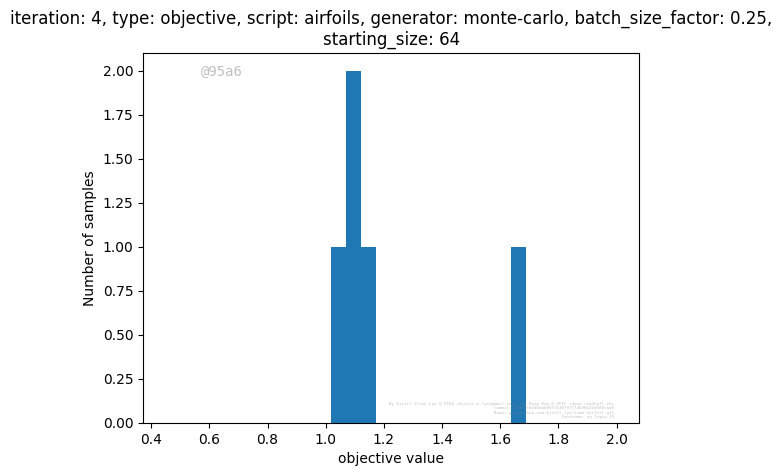 iteration: 4, type: objective, script: airfoils, generator: monte-carlo, batch_size_factor: 0.25,
starting_size: 64
@95a6
2.00
1.75
1.50
1.25
1.00
0.75
0.50
0.25
0.00
Number of samples
0.4 0.6 0.8 1.0 1.2 1.4 1.6 1.8 2.0
objective value